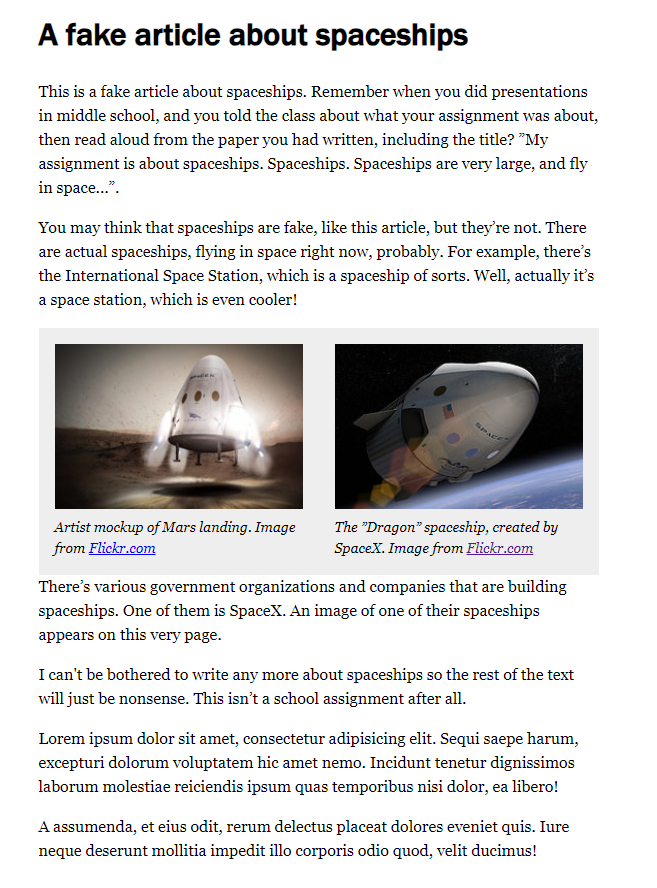 A fake article about spaceships
This is a fake article about spaceships. Remember when you did presentations
in middle school, and you told the class about what your assignment was about,
then read aloud from the paper you had written, including the title? ”My
assignment is about spaceships. Spaceships. Spaceships are very large, and fly
in space…”.
You may think that spaceships are fake, like this article, but they’re not. There
are actual spaceships, flying in space right now, probably. For example, there’s
the International Space Station, which is a spaceship of sorts. Well, actually it’s
a space station, which is even cooler!
SPACEX
SPACEX
Artist mockup of Mars landing. Image
from Flickr.com
The ”Dragon” spaceship, created by
SpaceX. Image from Flickr.com
There’s various government organizations and companies that are building
spaceships. One of them is SpaceX. An image of one of their spaceships
appears on this very page.
I can't be bothered to write any more about spaceships so the rest of the text
will just be nonsense. This isn’t a school assignment after all.
Lorem ipsum dolor sit amet, consectetur adipisicing elit. Sequi saepe harum,
excepturi dolorum voluptatem hic amet nemo. Incidunt tenetur dignissimos
laborum molestiae reiciendis ipsum quas temporibus nisi dolor, ea libero!
A assumenda, et eius odit, rerum delectus placeat dolores eveniet quis. Iure
neque deserunt mollitia impedit illo corporis odio quod, velit ducimus!